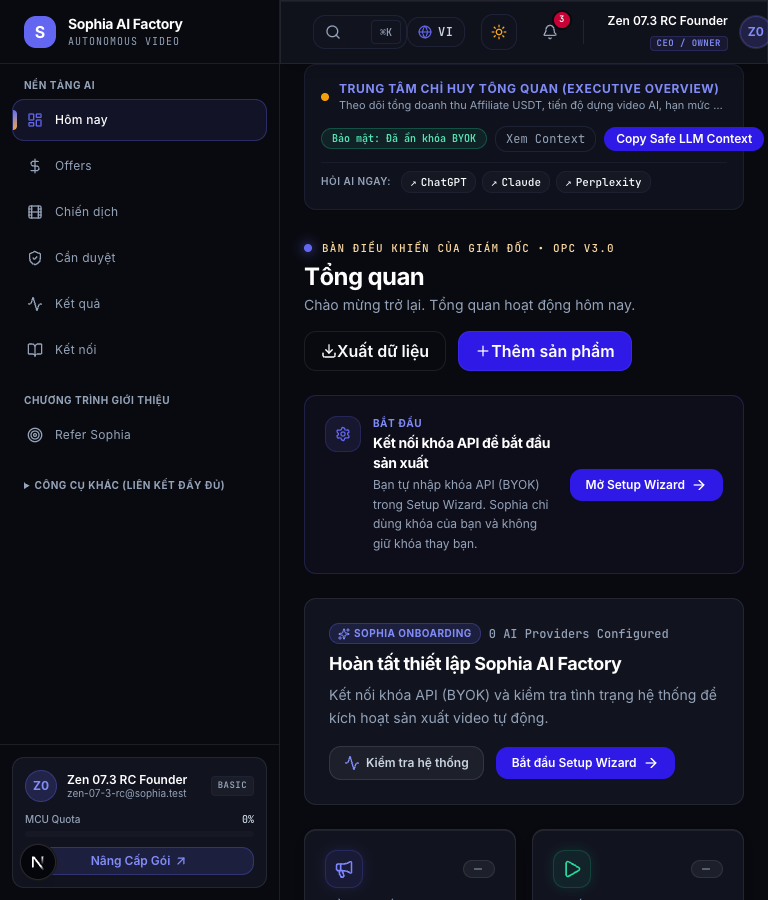 S
Sophia AI Factory
AUTONOMOUS VIDEO
NỀN TẢNG AI
Hôm nay
Offers
Chiến dịch
Cần duyệt
Kết quả
Kết nối
CHƯƠNG TRÌNH GIỚI THIỆU
Refer Sophia
CÔNG CỤ KHÁC (LIÊN KẾT ĐẦY ĐỦ)
Z0
Zen 07.3 RC Founder
zen-07-3-rc@sophia.test
BASIC
MCU Quota
0%
N
Nâng Cấp Gói
⌘K
VI
3
Zen 07.3 RC Founder
CEO / OWNER
Z0
TRUNG TÂM CHỈ HUY TỔNG QUAN (EXECUTIVE OVERVIEW)
Theo dõi tổng doanh thu Affiliate USDT, tiến độ dựng video AI, hạn mức ...
Bảo mật: Đã ẩn khóa BYOK
Xem Context
Copy Safe LLM Context
HỎI AI NGAY:
↗ ChatGPT
↗ Claude
↗ Perplexity
BÀN ĐIỀU KHIỂN CỦA GIÁM ĐỐC • OPC V3.0
Tổng quan
Chào mừng trở lại. Tổng quan hoạt động hôm nay.
Xuất dữ liệu
Thêm sản phẩm
BẮT ĐẦU
Kết nối khóa API để bắt đầu
sản xuất
Bạn tự nhập khóa API (BYOK)
trong Setup Wizard. Sophia chỉ
dùng khóa của bạn và không
giữ khóa thay bạn.
Mở Setup Wizard
SOPHIA ONBOARDING
0 AI Providers Configured
Hoàn tất thiết lập Sophia AI Factory
Kết nối khóa API (BYOK) và kiểm tra tình trạng hệ thống để
kích hoạt sản xuất video tự động.
Kiểm tra hệ thống
Bắt đầu Setup Wizard
—
—